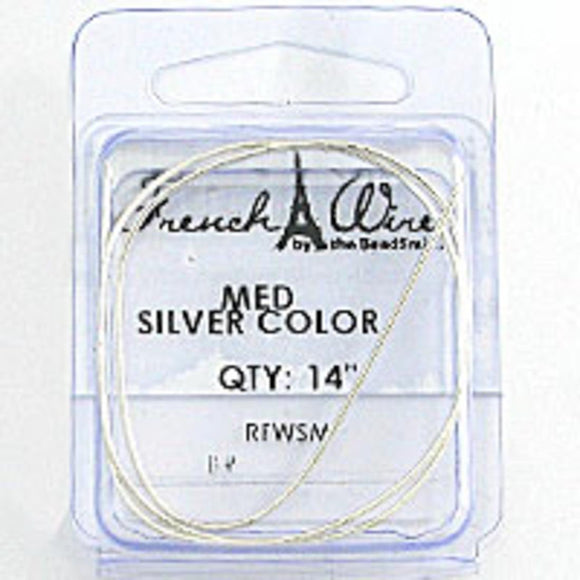 French Wire
by the BeadSmith
MED
SILVER COLOR
QTY: 14"
RFWSM